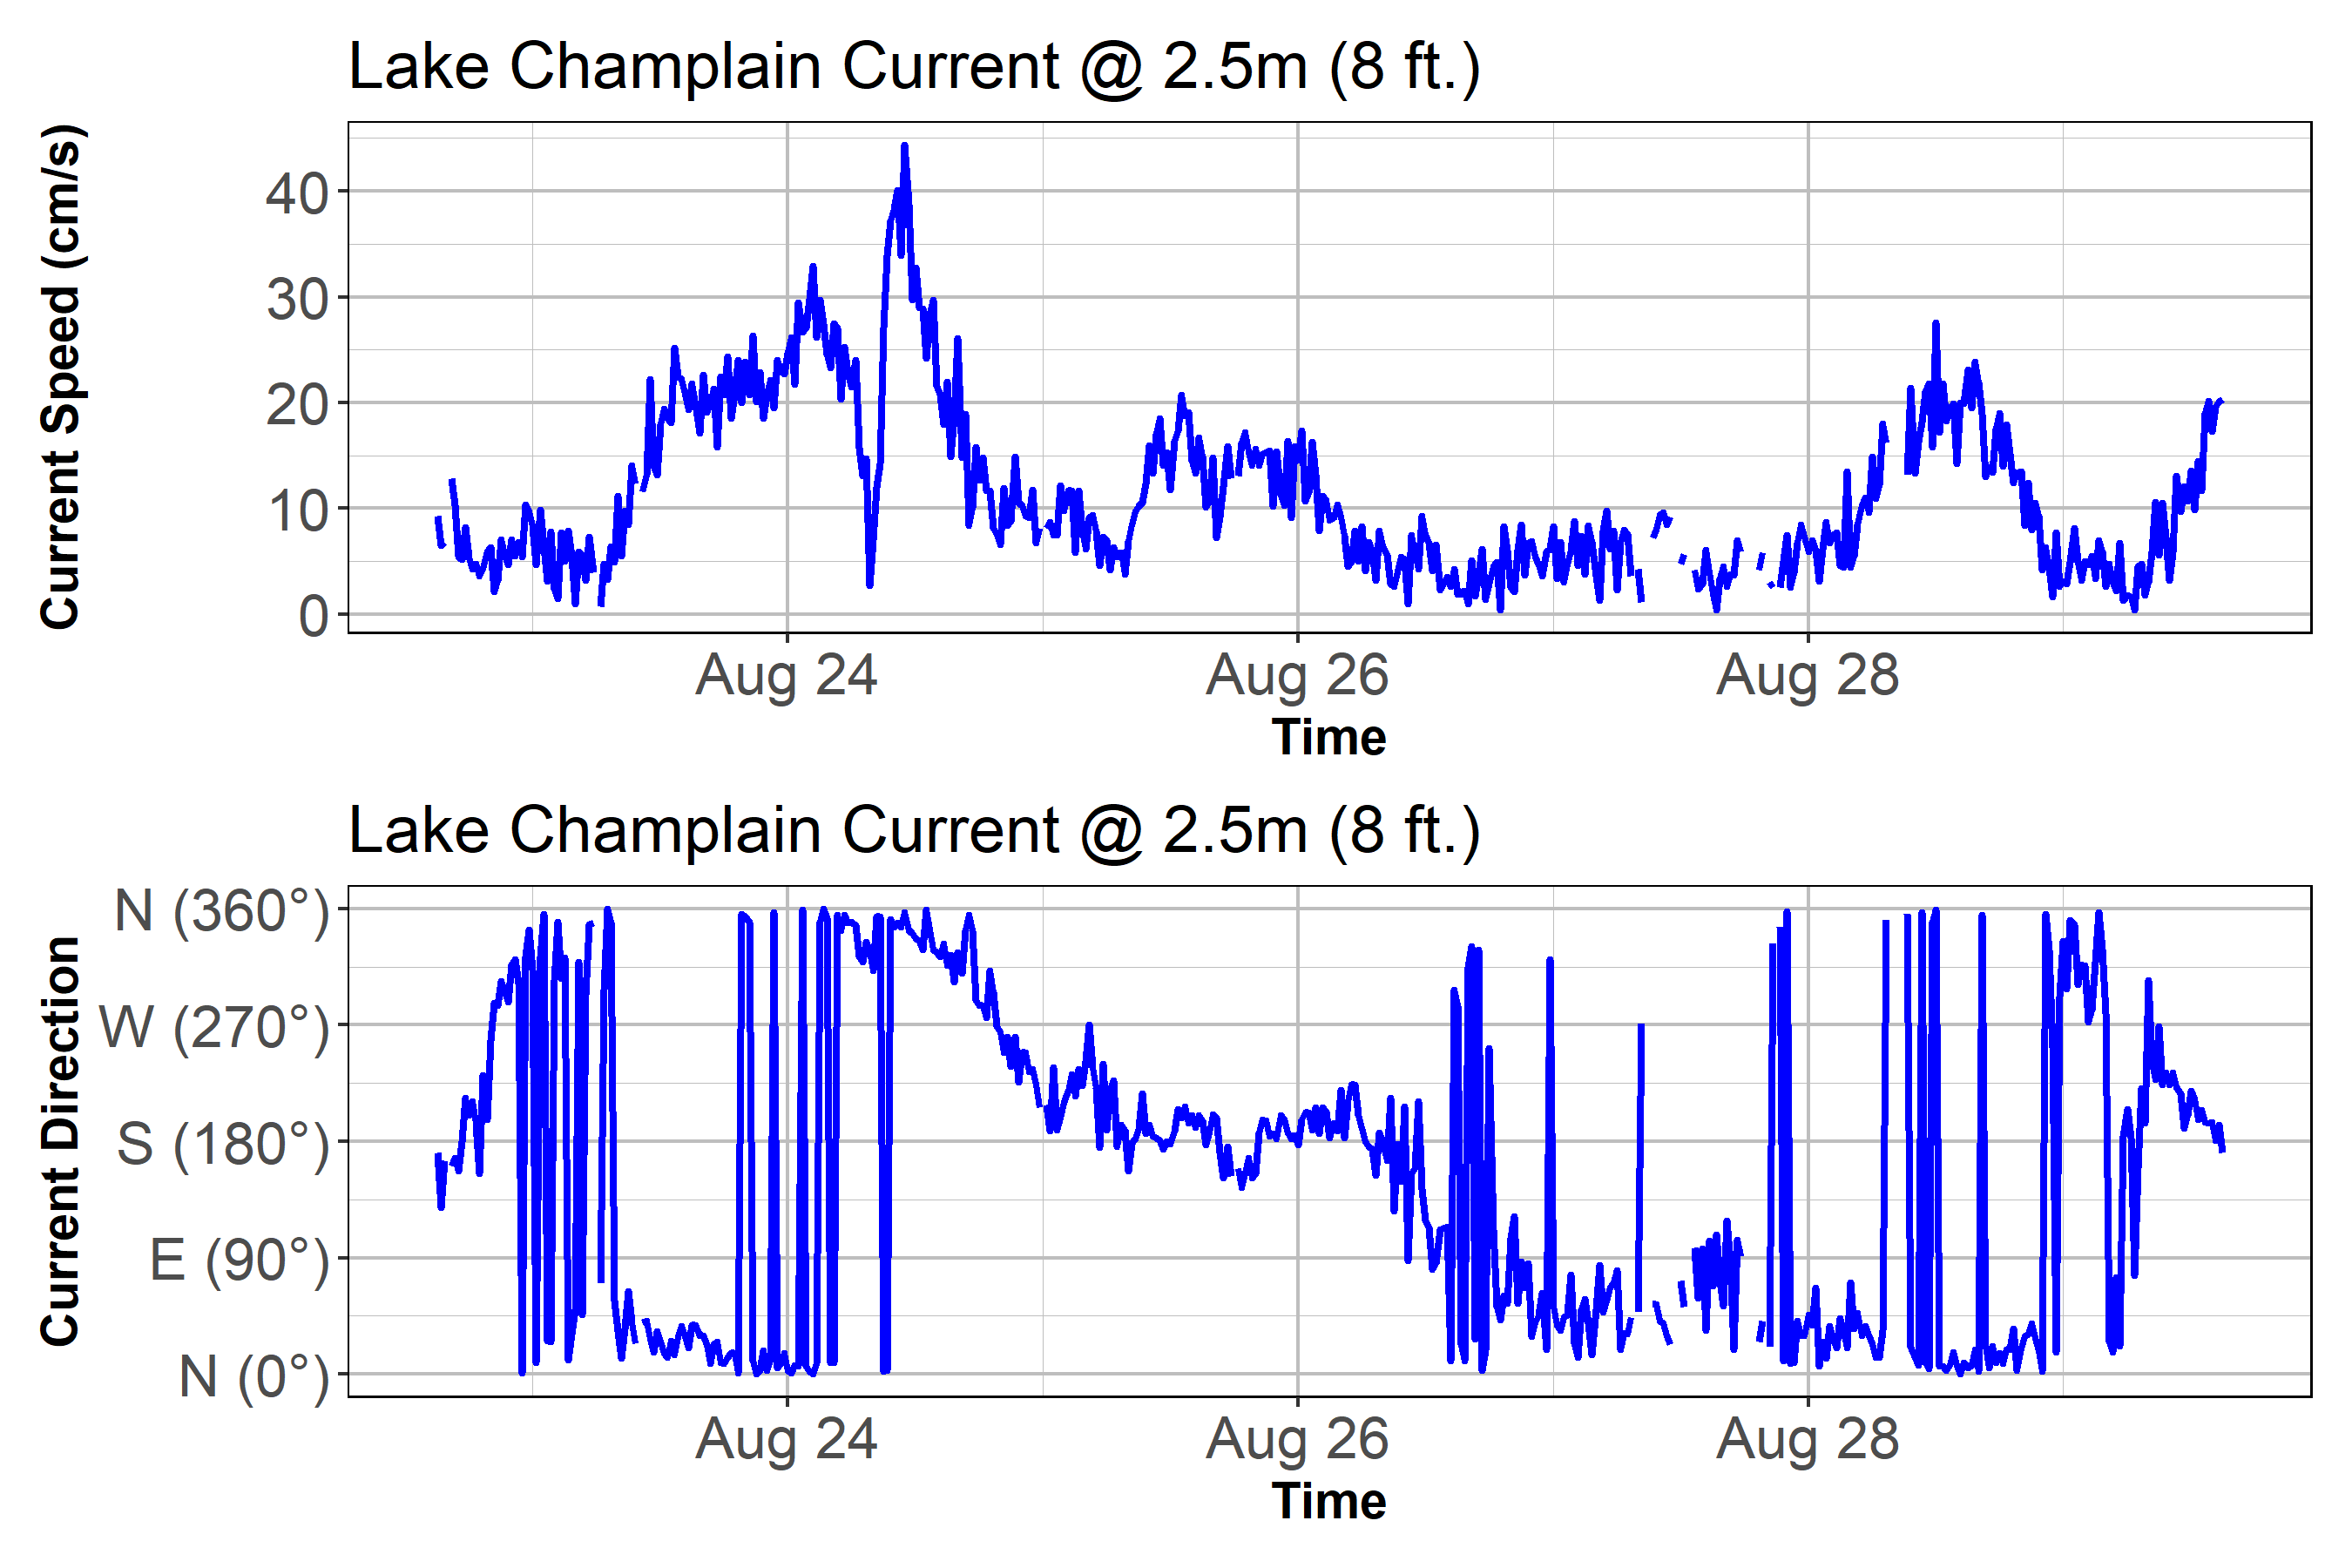 Lake Champlain Current @ 2.5m (8 ft.)
Current Speed (cm/s)
40
30
20
10
0
Aug 24 Aug 26 Aug 28
Time
Lake Champlain Current @ 2.5m (8 ft.)
Current Direction
N (360°)
W (270°)
S (180°)
E (90°)
N (0°)
Aug 24 Aug 26 Aug 28
Time